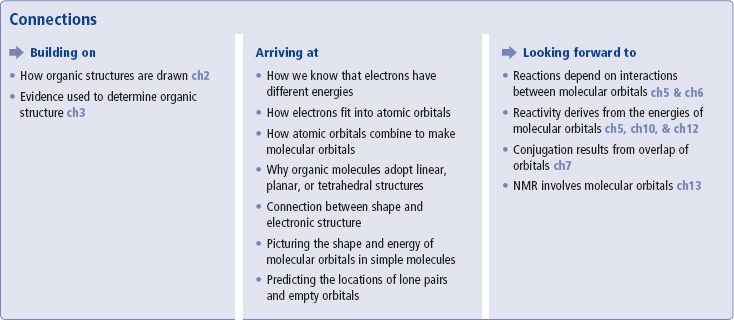 Connections
Building on
• How organic structures are drawn ch2
• Evidence used to determine organic
structure ch3
Arriving at
• How we know that electrons have
different energies
• How electrons fit into atomic orbitals
• How atomic orbitals combine to make
molecular orbitals
• Why organic molecules adopt linear,
planar, or tetrahedral structures
• Connection between shape and
electronic structure
• Picturing the shape and energy of
molecular orbitals in simple molecules
• Predicting the locations of lone pairs
and empty orbitals
Looking forward to
• Reactions depend on interactions
between molecular orbitals ch5 & ch6
• Reactivity derives from the energies of
molecular orbitals ch5, ch10, & ch12
• Conjugation results from overlap of
orbitals ch7
• NMR involves molecular orbitals ch13